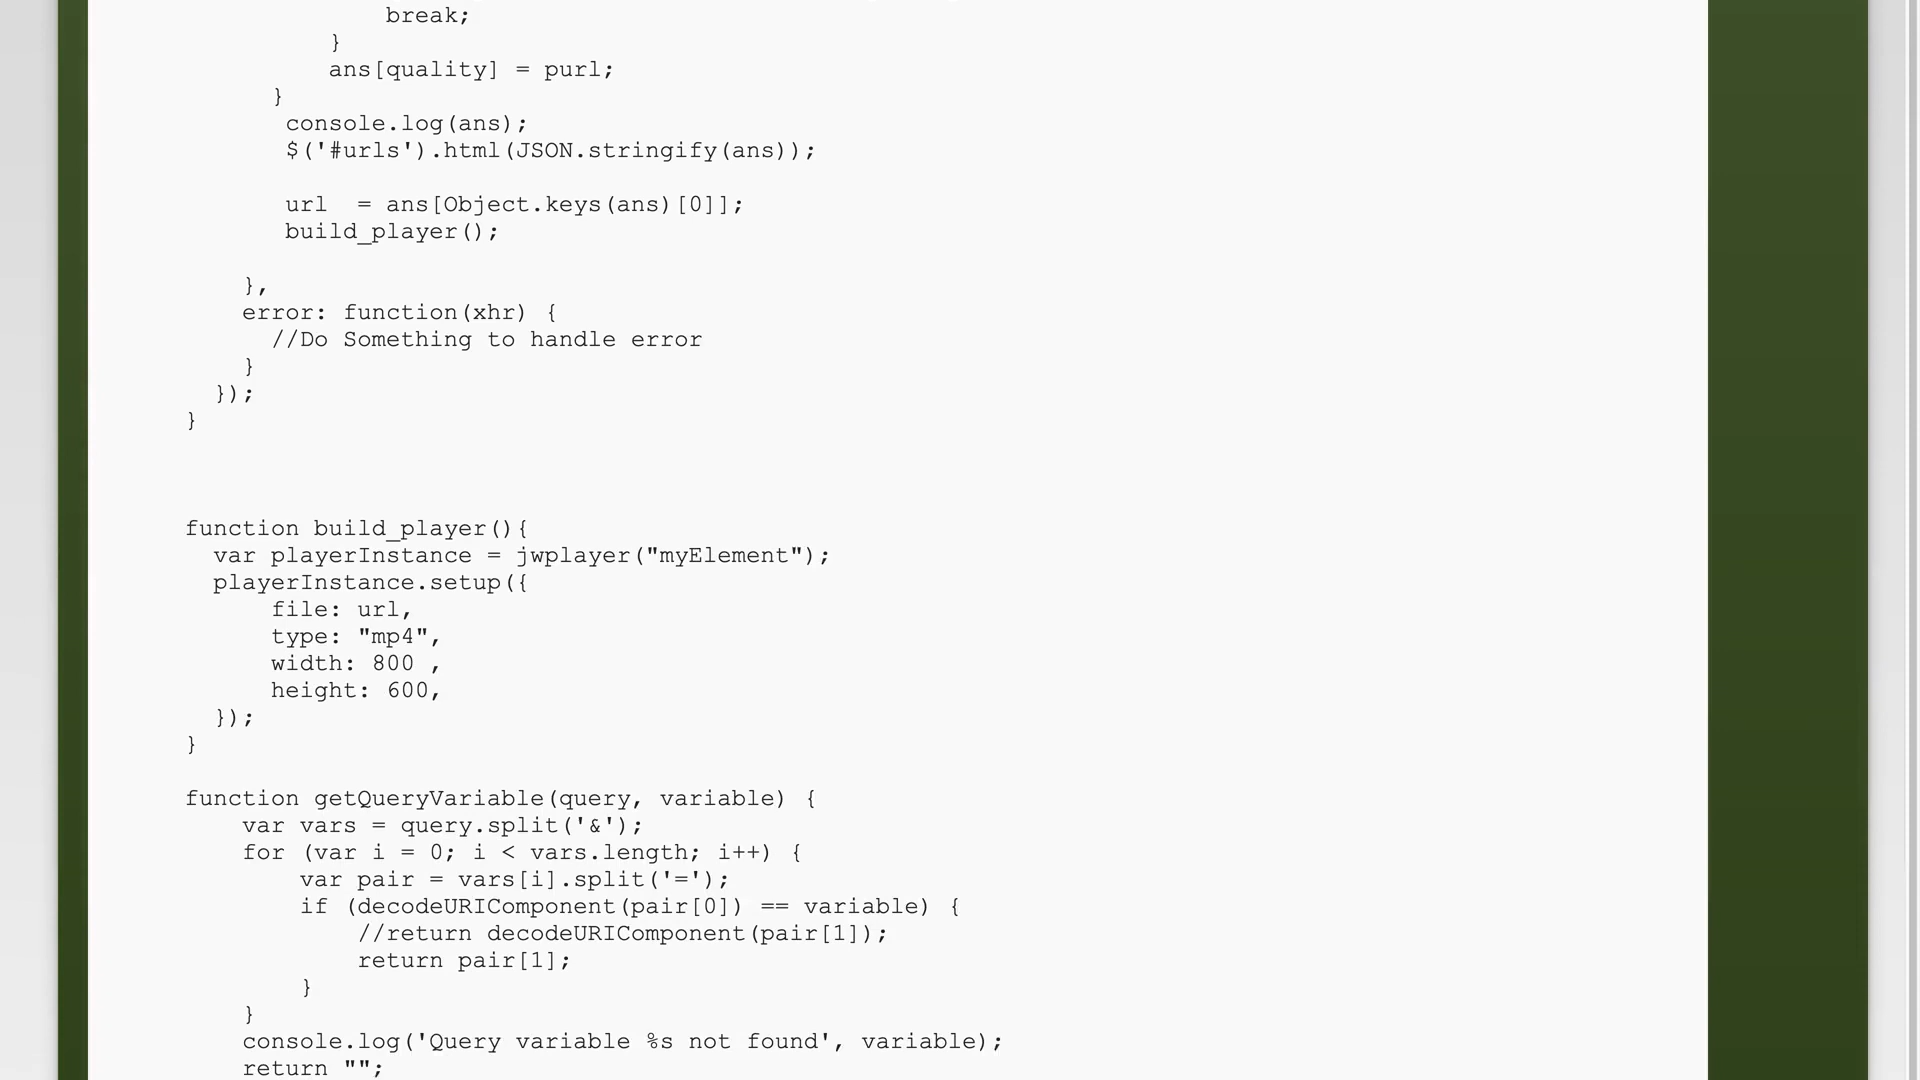 break;
}
ans[quality] = purl;
}
console.log(ans);
$('#urls').html(JSON.stringify(ans));
url  = ans[Object.keys(ans)[0]];
build_player();
},
error: function(xhr) {
//Do Something to handle error
}
});
}
function build_player(){
var playerInstance = jwplayer("myElement");
playerInstance.setup({
file: url,
type: "mp4",
width: 800 ,
height: 600,
});
}
function getQueryVariable(query, variable) {
var vars = query.split('&');
for (var i = 0; i < vars.length; i++) {
var pair = vars[i].split('=');
if (decodeURIComponent(pair[0]) == variable) {
//return decodeURIComponent(pair[1]);
return pair[1];
}
}
console.log('Query variable %s not found', variable);
return "";